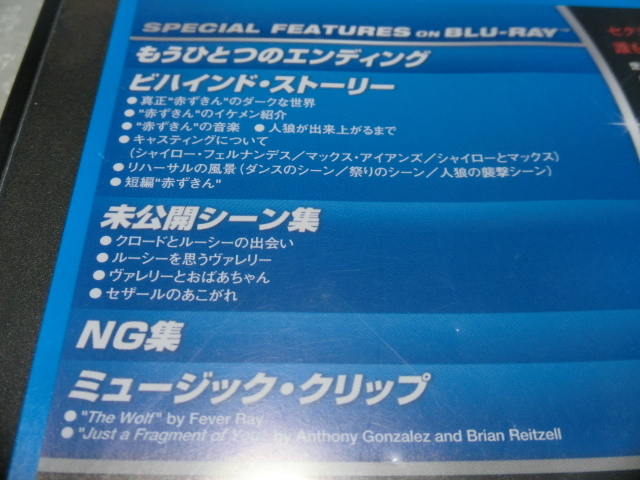 SPECIAL FEATURES ON BLU-RAY™
もうひとつのエンディング
ビハインド・ストーリー
●真正"赤ずきん"のダークな世界
●"赤ずきん"のイケメン紹介
●"赤ずきん"の音楽 ●人狼が出来上がるまで
●キャスティングについて
(シャイロー・フェルナンデス/マックス・アイアンズ/シャイローとマックス)
●リハーサルの風景(ダンスのシーン/祭りのシーン/人狼の襲撃シーン)
●短編"赤ずきん"
未公開シーン集
●クロードとルーシーの出会い
●ルーシーを思うヴァレリー
●ヴァレリーとおばあちゃん
●セザールのあこがれ
NG集
ミュージック・クリップ
●"The Wolf" by Fever Ray
●"Just a Fragment of You" by Anthony Gonzalez and Brian Reitzell
セク